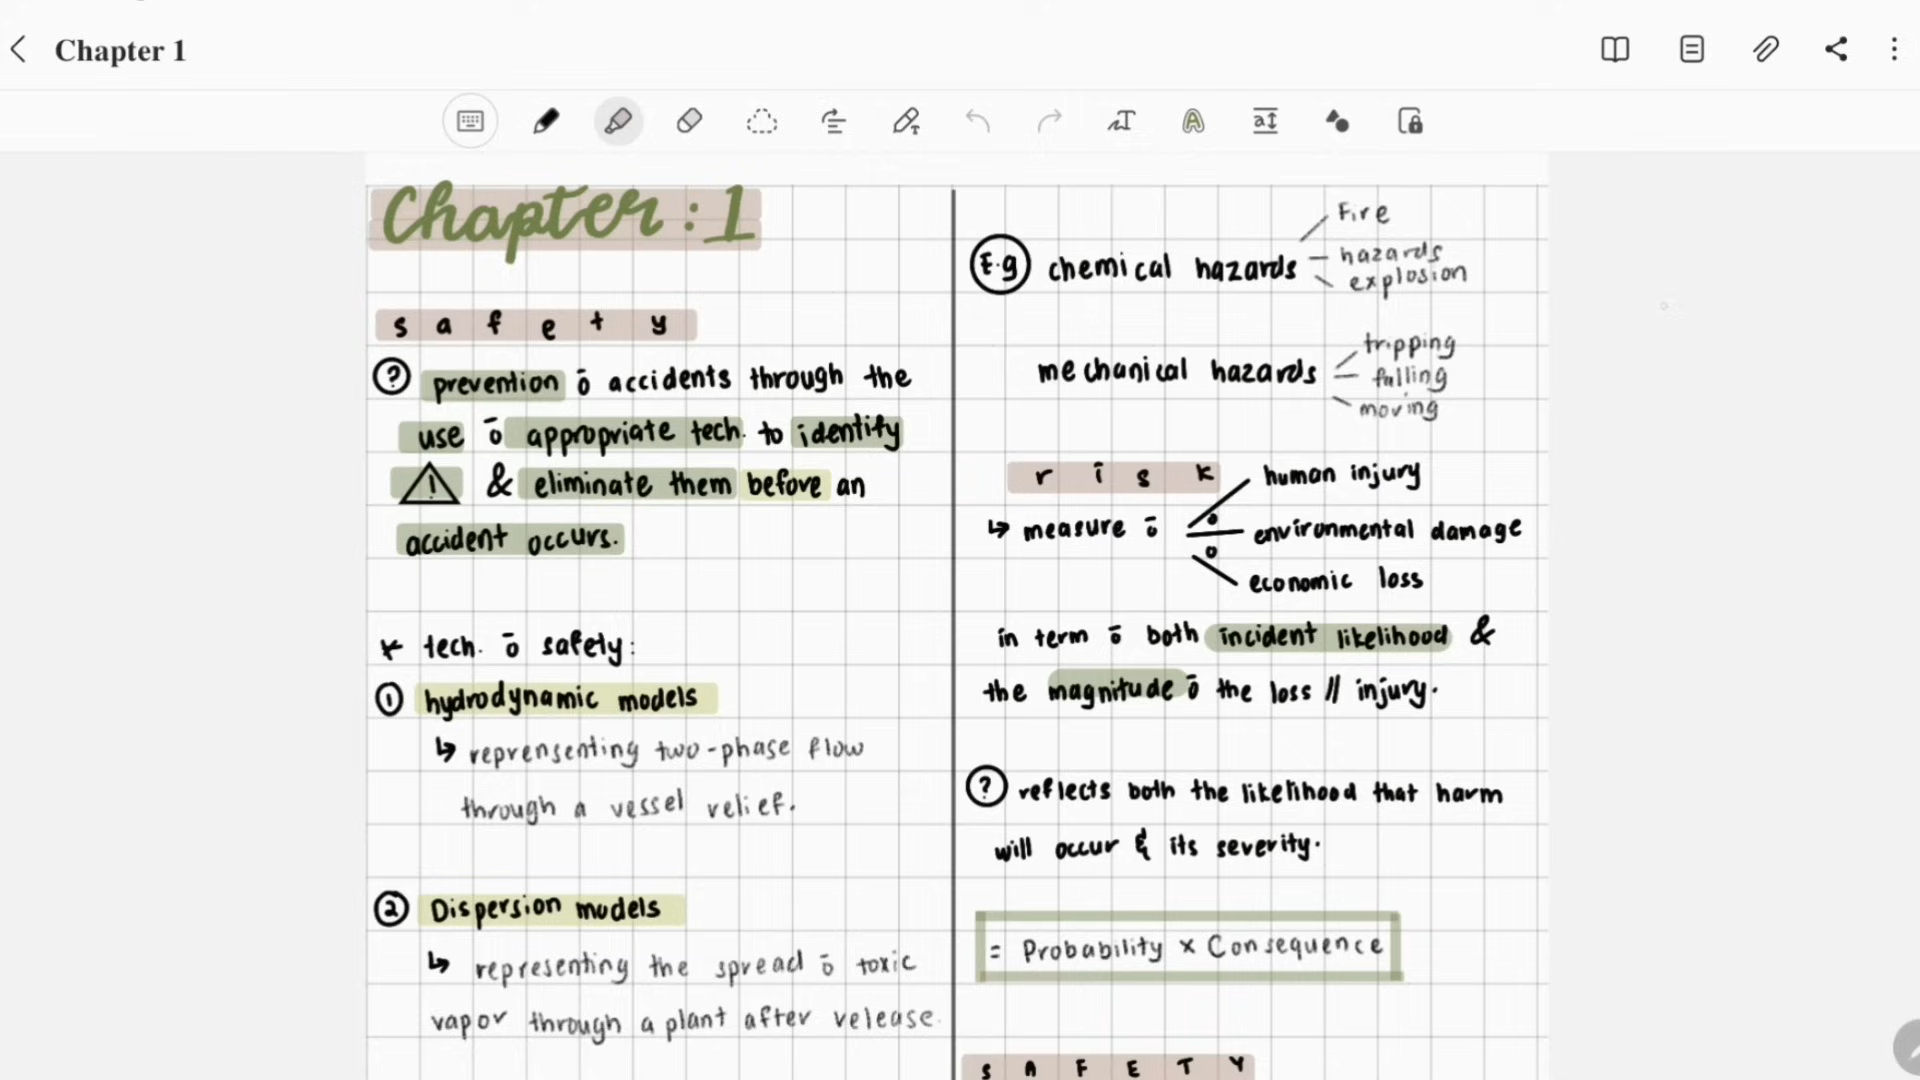 Chapter 1
Chapter : 1
safety
? prevention ō accidents through the
use ō appropriate tech. to identify
! & eliminate them before an
accident occurs.
* tech. ō safety:
① hydrodynamic models
↳ reprensenting two-phase flow
through a vessel relief.
② Dispersion models
↳ representing the spread ō toxic
vapor through a plant after release.
E.g chemical hazards
Fire
hazards
explosion
mechanical hazards
tripping
falling
moving
risk
↳ measure ō
human injury
environmental damage
economic loss
in term ō both incident likelihood &
the magnitude ō the loss // injury.
? reflects both the likelihood that harm
will occur & its severity.
= Probability x Consequence
SAFETY